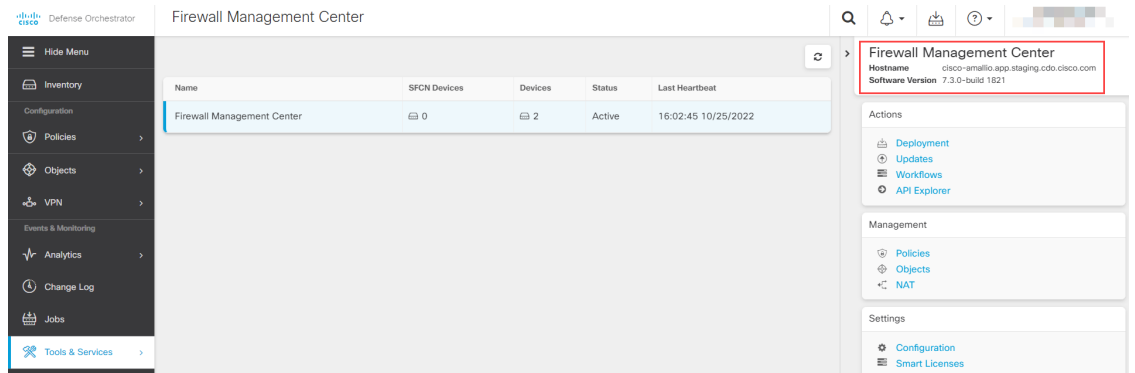 cisco Defense Orchestrator
Firewall Management Center
Hide Menu
Inventory
Configuration
Policies
Objects
VPN
Events & Monitoring
Analytics
Change Log
Jobs
Tools & Services
Name SFCN Devices Devices Status Last Heartbeat
Firewall Management Center 0 2 Active 16:02:45 10/25/2022
Firewall Management Center
Hostname cisco-amallio.app.staging.cdo.cisco.com
Software Version 7.3.0-build 1821
Actions
Deployment
Updates
Workflows
API Explorer
Management
Policies
Objects
NAT
Settings
Configuration
Smart Licenses